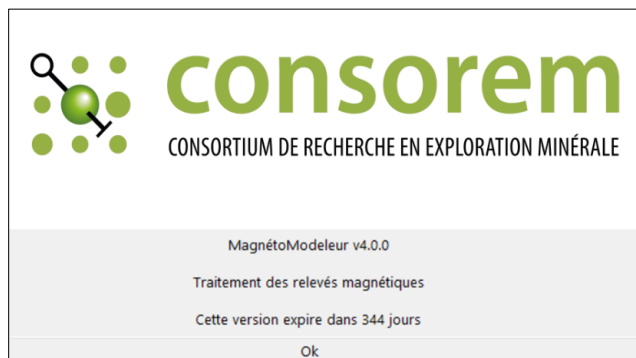 consorem
CONSORTIUM DE RECHERCHE EN EXPLORATION MINÉRALE
MagnétoModeleur v4.0.0
Traitement des relevés magnétiques
Cette version expire dans 344 jours
Ok